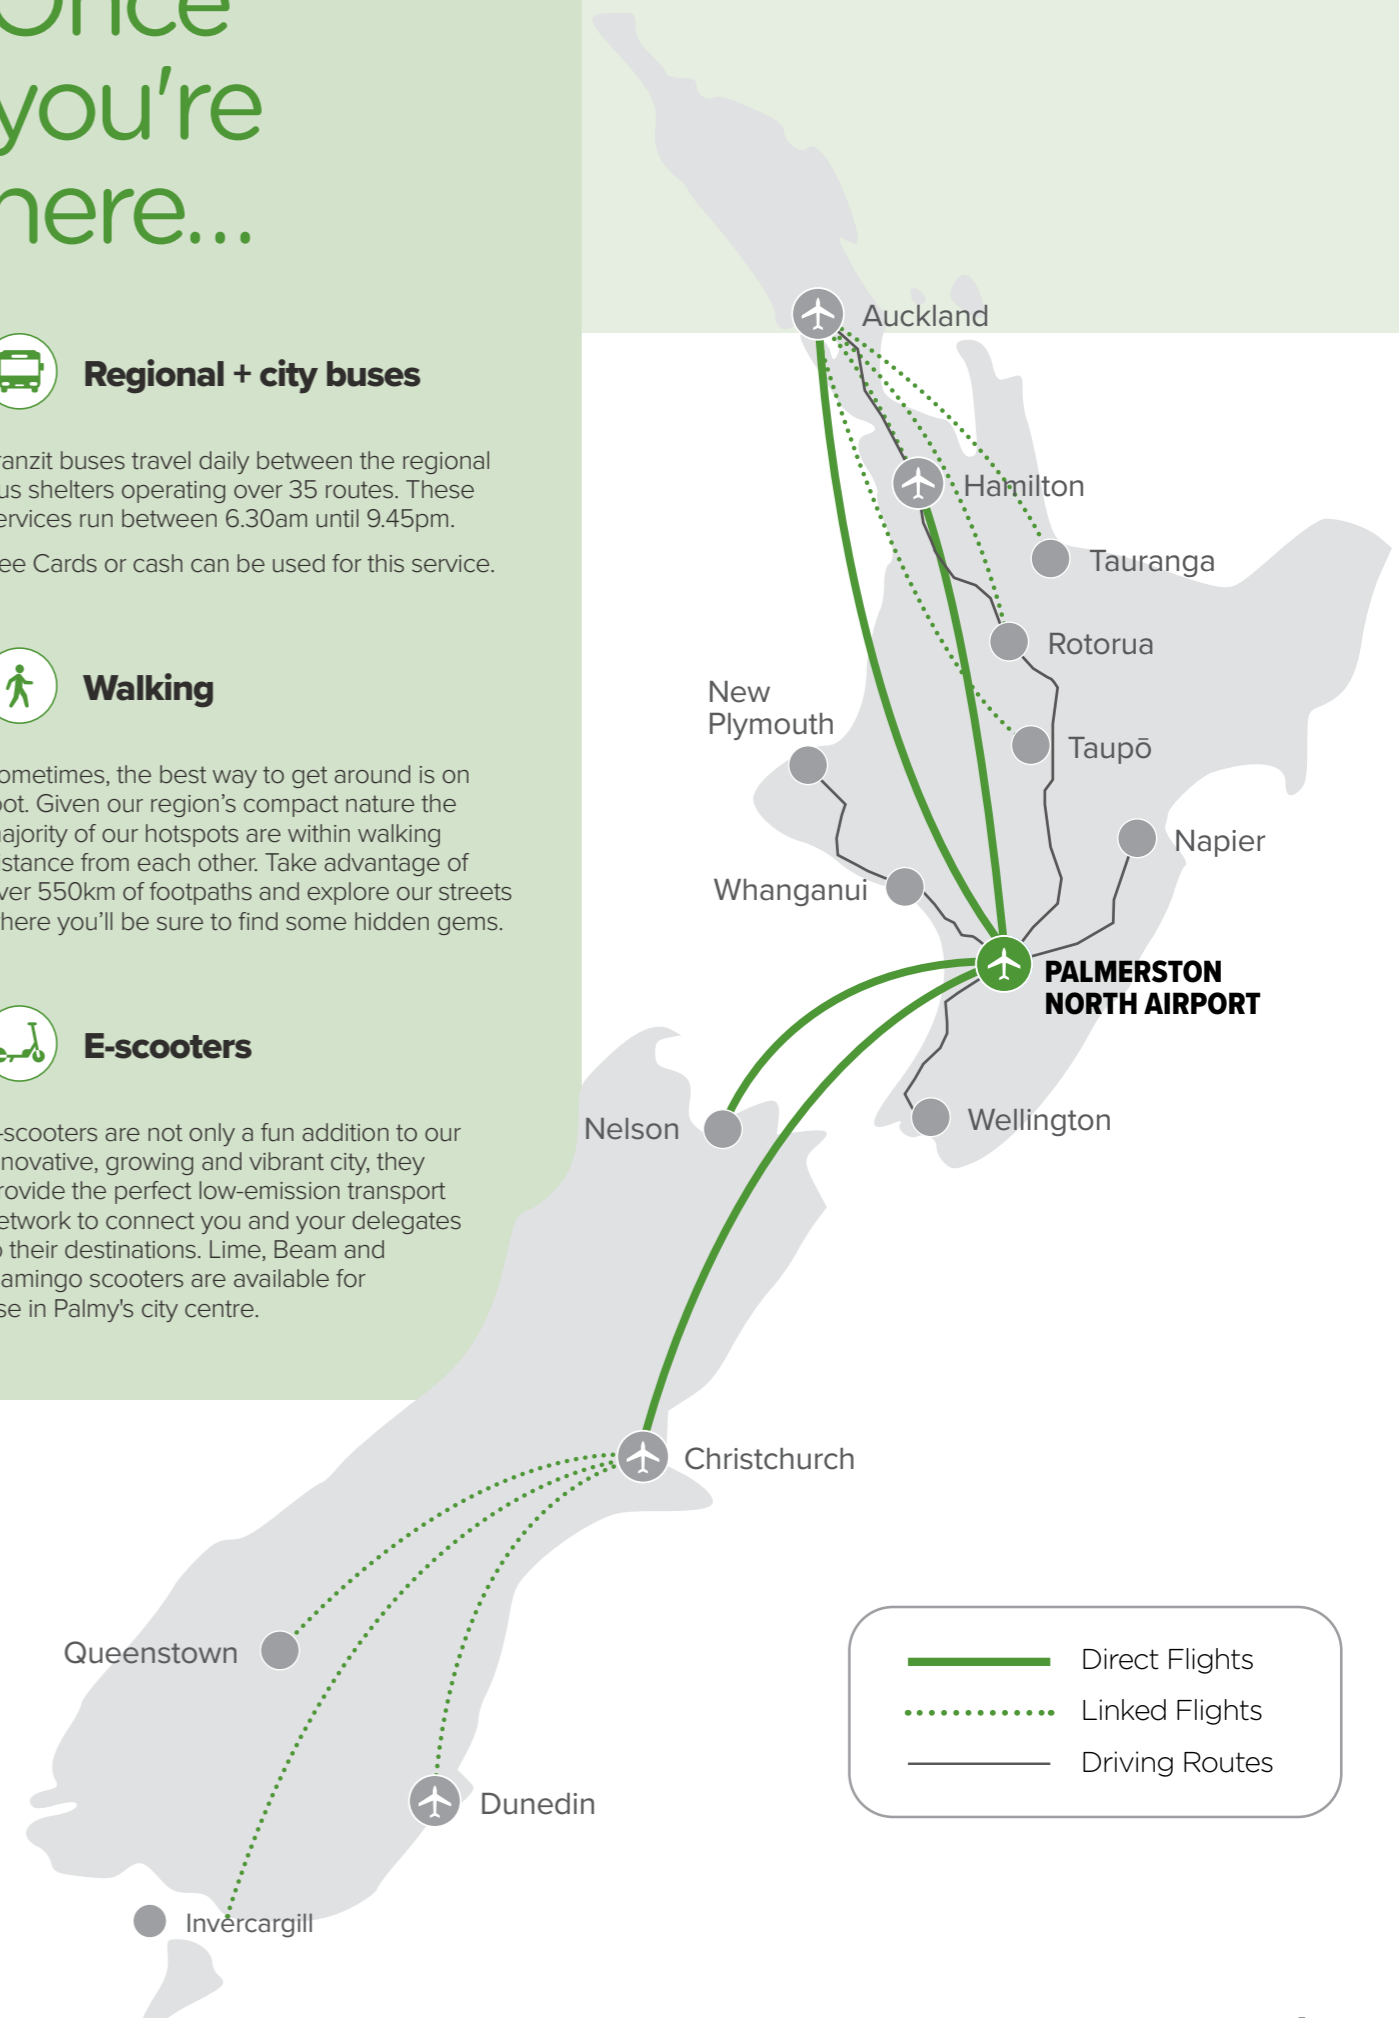 Once
you're
here...
Regional + city buses
ranzit buses travel daily between the regional
us shelters operating over 35 routes. These
ervices run between 6.30am until 9.45pm.
ee Cards or cash can be used for this service.
Walking
ometimes, the best way to get around is on
oot. Given our region’s compact nature the
ajority of our hotspots are within walking
istance from each other. Take advantage of
ver 550km of footpaths and explore our streets
here you’ll be sure to find some hidden gems.
E-scooters
-scooters are not only a fun addition to our
novative, growing and vibrant city, they
rovide the perfect low-emission transport
etwork to connect you and your delegates
o their destinations. Lime, Beam and
amingo scooters are available for
se in Palmy's city centre.
Auckland
Hamilton
Tauranga
Rotorua
New
Plymouth
Taupō
Napier
Whanganui
PALMERSTON
NORTH AIRPORT
Nelson
Wellington
Christchurch
Queenstown
Dunedin
Invercargill
Direct Flights
Linked Flights
Driving Routes